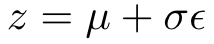 z = μ + σϵ